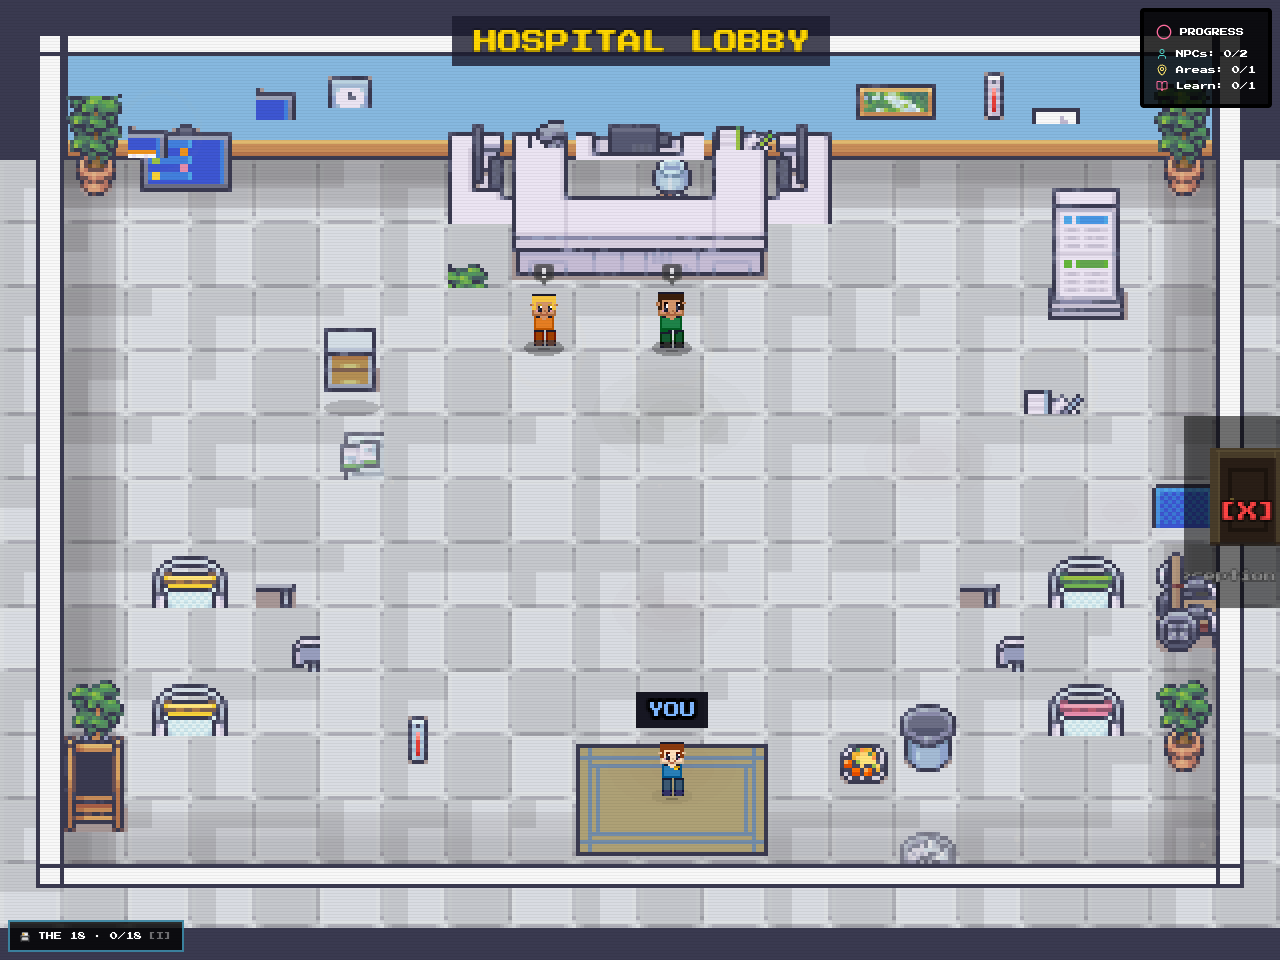 HOSPITAL LOBBY
PROGRESS
NPCs: 0/2
Areas: 0/1
Learn: 0/1
[X]
YOU
THE 18 · 0/18 [I]